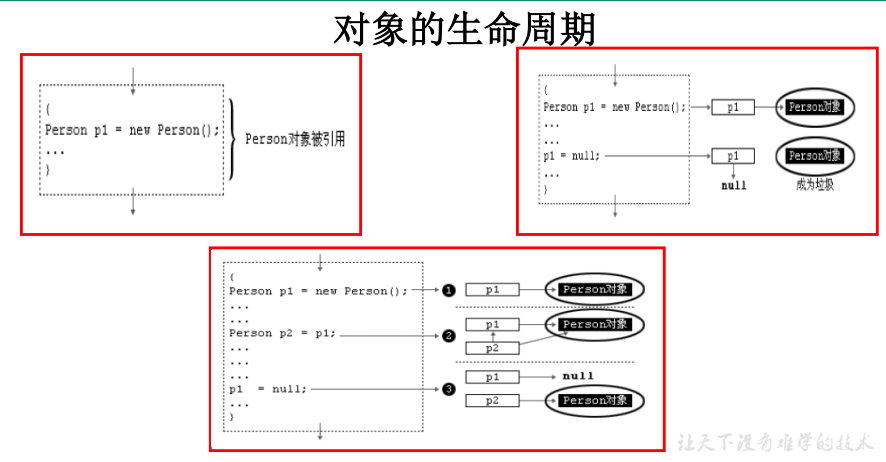 对象的生命周期
{
Person p1 = new Person();
...
}
Person对象被引用
{
Person p1 = new Person();
...
...
p1 = null;
...
}
p1
Person对象
p1
Person对象
null
成为垃圾
{
Person p1 = new Person();
...
...
Person p2 = p1;
...
...
...
p1 = null;
...
}
1
p1
Person对象
2
p1
Person对象
p2
3
p1
null
p2
Person对象
让天下没有难学的技术